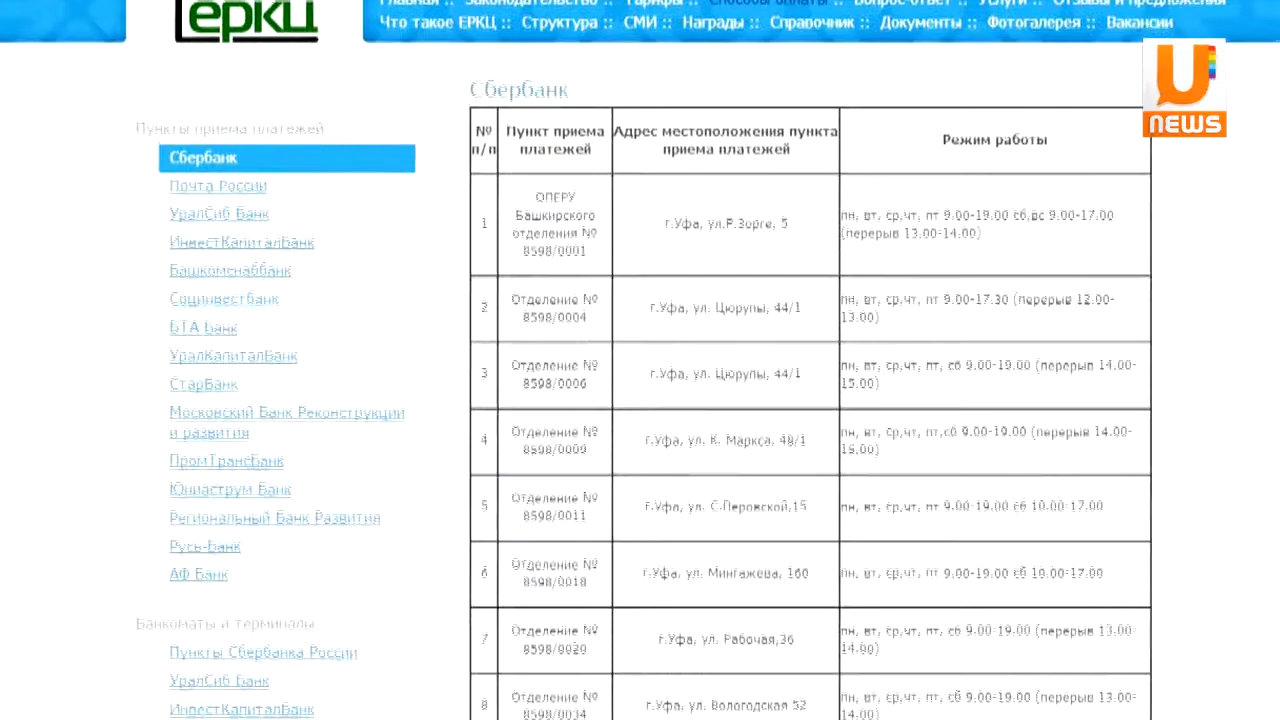 ЕРКЦ
Главная :: Законодательство :: Тарифы :: Способы оплаты :: Вопрос-ответ :: Услуги :: Отзывы и предложения
Что такое ЕРКЦ :: Структура :: СМИ :: Награды :: Справочник :: Документы :: Фотогалерея :: Вакансии
U
NEWS
Пункты приема платежей
Сбербанк
Почта России
УралСиб Банк
ИнвестКапиталБанк
Башкомснаббанк
Социнвестбанк
БТА Банк
УралКапиталБанк
СтарБанк
Московский Банк Реконструкции
и развития
ПромТрансБанк
Юниаструм Банк
Региональный Банк Развития
Русь-Банк
АФ Банк
Банкоматы и терминалы
Пункты Сбербанка России
УралСиб Банк
ИнвестКапиталБанк
Сбербанк
№ п/п Пункт приема платежей Адрес местоположения пункта приема платежей Режим работы
1 ОПЕРУ Башкирского отделения № 8598/0001 г.Уфа, ул.Р.Зорге, 5 пн, вт, ср,чт, пт 9.00-19.00 сб,вс 9.00-17.00 (перерыв 13.00-14.00)
2 Отделение № 8598/0004 г.Уфа, ул. Цюрупы, 44/1 пн, вт, ср,чт, пт 9.00-17.30 (перерыв 12.00-13.00)
3 Отделение № 8598/0006 г.Уфа, ул. Цюрупы, 44/1 пн, вт, ср,чт, пт, сб 9.00-19.00 (перерыв 14.00-15.00)
4 Отделение № 8598/0009 г.Уфа, ул. К. Маркса, 48/1 пн, вт, ср,чт, пт,сб 9.00-19.00 (перерыв 14.00-15.00)
5 Отделение № 8598/0011 г.Уфа, ул. С.Перовской,15 пн, вт, ср,чт, пт 9.00-19.00 сб 10.00-17.00
6 Отделение № 8598/0018 г.Уфа, ул. Мингажева, 160 пн, вт, ср,чт, пт 9.00-19.00 сб 10.00-17.00
7 Отделение № 8598/0020 г.Уфа, ул. Рабочая,36 пн, вт, ср,чт, пт, сб 9.00-19.00 (перерыв 13.00-14.00)
8 Отделение № 8598/0034 г.Уфа, ул. Вологодская 52 пн, вт, ср,чт, пт, сб 9.00-19.00 (перерыв 13.00-14.00)